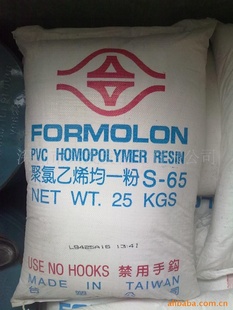 FORMOLON
PVC HOMOPOLYMER RESIN
聚氯乙烯均一粉 S-65
NET WT. 25 KGS
USE NO HOOKS 禁用手鈎
MADE IN TAIWAN
alibaba.com.cn